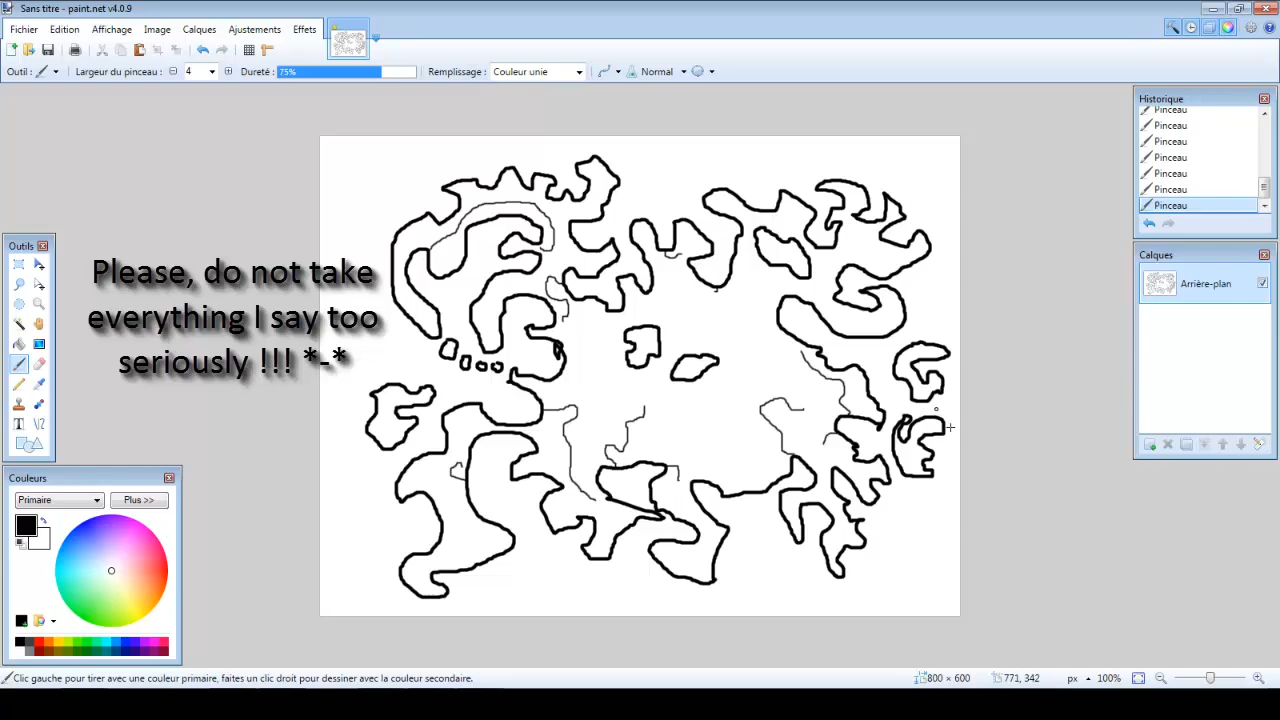 Sans titre - paint.net v4.0.9
Fichier Edition Affichage Image Calques Ajustements Effets
Outil : Largeur du pinceau : 4 Dureté : 75% Remplissage : Couleur unie Normal
Historique
Pinceau
Pinceau
Pinceau
Pinceau
Pinceau
Pinceau
Pinceau
Outils
Calques
Arrière-plan
Please, do not take
everything I say too
seriously !!! *-*
Couleurs
Primaire Plus >>
Clic gauche pour tirer avec une couleur primaire, faites un clic droit pour dessiner avec la couleur secondaire.
800 × 600 771, 342 px 100%